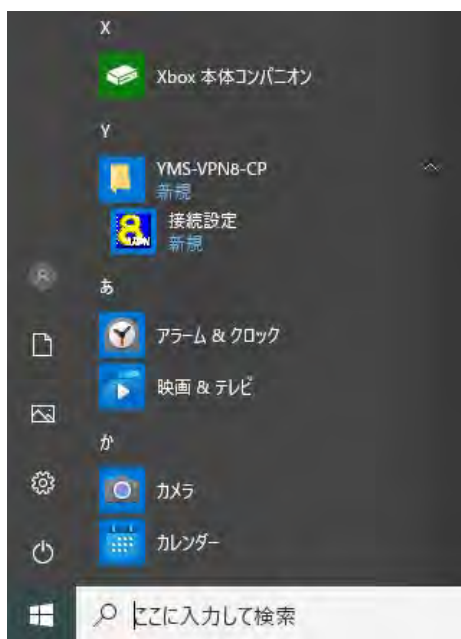 X
Xbox 本体コンパニオン
Y
YMS-VPN8-CP
新規
接続設定
新規
あ
アラーム & クロック
映画 & テレビ
か
カメラ
カレンダー
ここに入力して検索